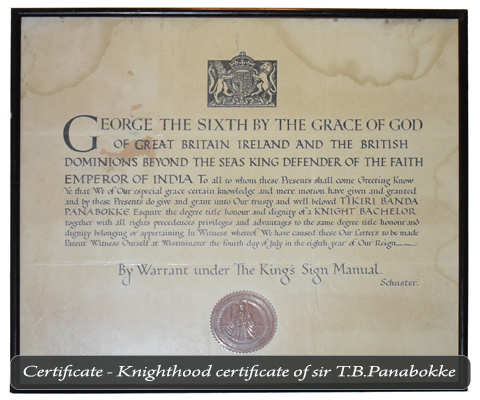 GEORGE THE SIXTH BY THE GRACE OF GOD
OF GREAT BRITAIN IRELAND AND THE BRITISH
DOMINIONS BEYOND THE SEAS KING DEFENDER OF THE FAITH
EMPEROR OF INDIA To all to whom these Presents shall come Greeting Know
Ye that We of Our especial grace certain knowledge and mere motion have given and granted
and by these Presents do give and grant unto Our trusty and well beloved TIKIRI BANDA
PANABOKKE Esquire the degree title honour and dignity of a KNIGHT BACHELOR
together with all rights precedences privileges and advantages to the same degree title honour and
dignity belonging or appertaining In Witness whereof We have caused these Our Letters to be made
Patent Witness Ourself at Westminster the fourth day of July in the eighth year of Our Reign
By Warrant under The King's Sign Manual.
Schuster.
Certificate - Knighthood certificate of sir T.B.Panabokke